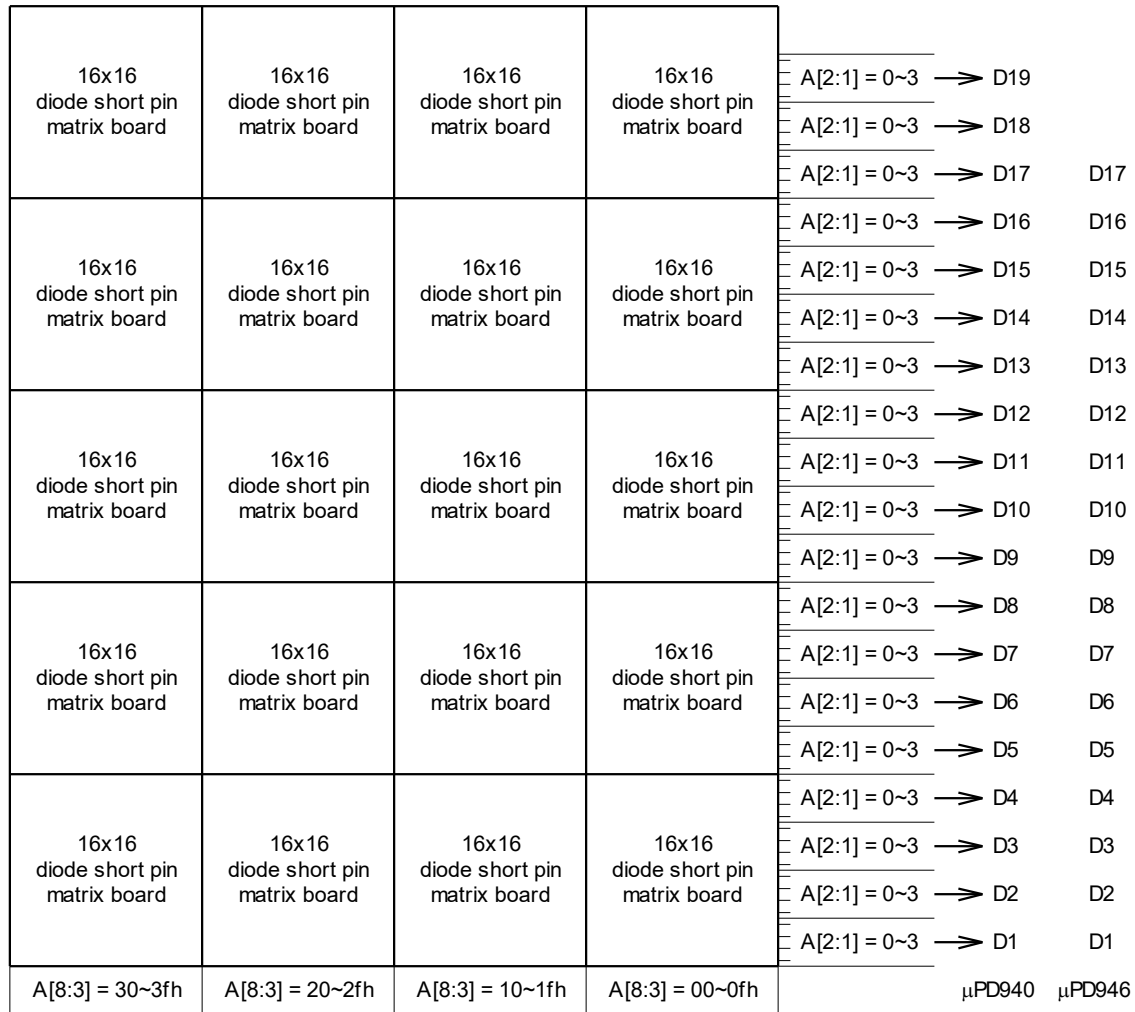 16x16 16x16 16x16 16x16
diode short pin diode short pin diode short pin diode short pin
matrix board matrix board matrix board matrix board
A[2:1] = 0~3 D19
A[2:1] = 0~3 D18
A[2:1] = 0~3 D17 D17
16x16 16x16 16x16 16x16
diode short pin diode short pin diode short pin diode short pin
matrix board matrix board matrix board matrix board
A[2:1] = 0~3 D16 D16
A[2:1] = 0~3 D15 D15
A[2:1] = 0~3 D14 D14
A[2:1] = 0~3 D13 D13
16x16 16x16 16x16 16x16
diode short pin diode short pin diode short pin diode short pin
matrix board matrix board matrix board matrix board
A[2:1] = 0~3 D12 D12
A[2:1] = 0~3 D11 D11
A[2:1] = 0~3 D10 D10
A[2:1] = 0~3 D9 D9
16x16 16x16 16x16 16x16
diode short pin diode short pin diode short pin diode short pin
matrix board matrix board matrix board matrix board
A[2:1] = 0~3 D8 D8
A[2:1] = 0~3 D7 D7
A[2:1] = 0~3 D6 D6
A[2:1] = 0~3 D5 D5
16x16 16x16 16x16 16x16
diode short pin diode short pin diode short pin diode short pin
matrix board matrix board matrix board matrix board
A[2:1] = 0~3 D4 D4
A[2:1] = 0~3 D3 D3
A[2:1] = 0~3 D2 D2
A[2:1] = 0~3 D1 D1
A[8:3] = 30~3fh A[8:3] = 20~2fh A[8:3] = 10~1fh A[8:3] = 00~0fh μPD940 μPD946